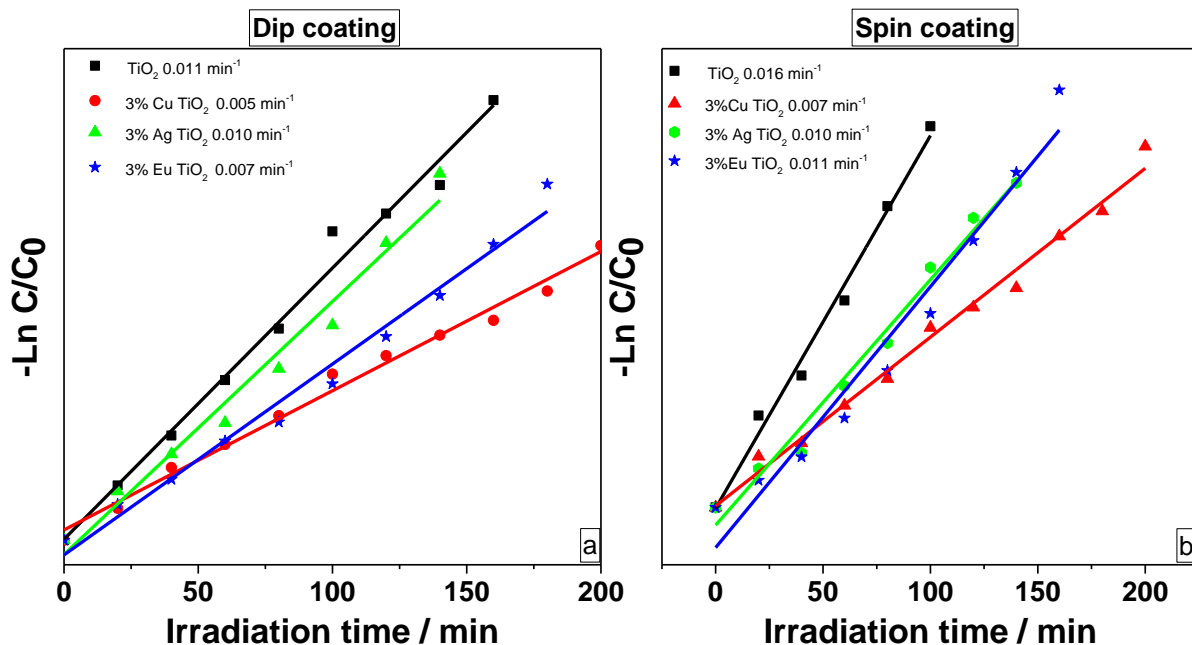 Dip coating
TiO₂ 0.011 min⁻¹
3% Cu TiO₂ 0.005 min⁻¹
3% Ag TiO₂ 0.010 min⁻¹
3% Eu TiO₂ 0.007 min⁻¹
-Ln C/C₀
0 50 100 150 200
Irradiation time / min
a
Spin coating
TiO₂ 0.016 min⁻¹
3%Cu TiO₂ 0.007 min⁻¹
3% Ag TiO₂ 0.010 min⁻¹
3%Eu TiO₂ 0.011 min⁻¹
-Ln C/C₀
0 50 100 150 200
Irradiation time / min
b